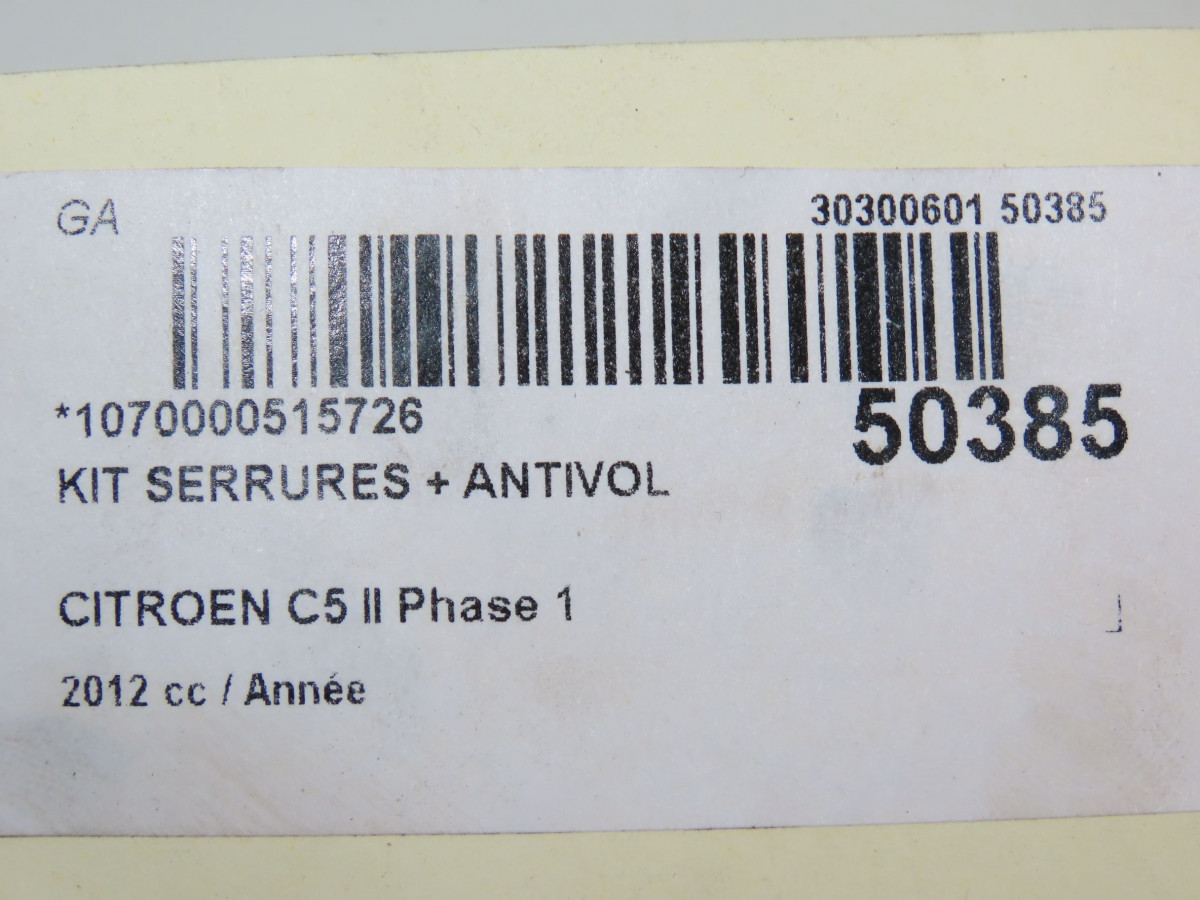 GA
30300601 50385
*1070000515726
50385
KIT SERRURES + ANTIVOL
CITROEN C5 II Phase 1
2012 cc / Année